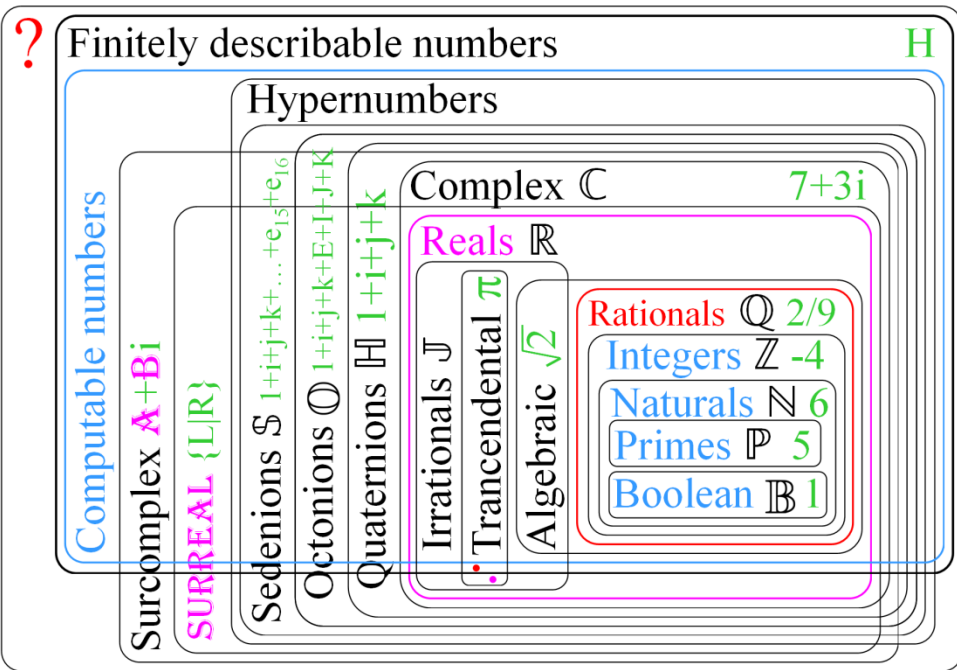 ?
Finitely describable numbers H
Hypernumbers
Computable numbers
Surcomplex A+Bi
SURREAL {L|R}
Sedenions 𝕊 1+i+j+k+...+e₁₅+e₁₆
Octonions 𝕆 1+i+j+k+E+I+J+K
Quaternions ℍ 1+i+j+k
Complex ℂ 7+3i
Reals ℝ
Irrationals 𝕁
Trancendental π
Algebraic √2
Rationals ℚ 2/9
Integers ℤ -4
Naturals ℕ 6
Primes ℙ 5
Boolean 𝔹 1